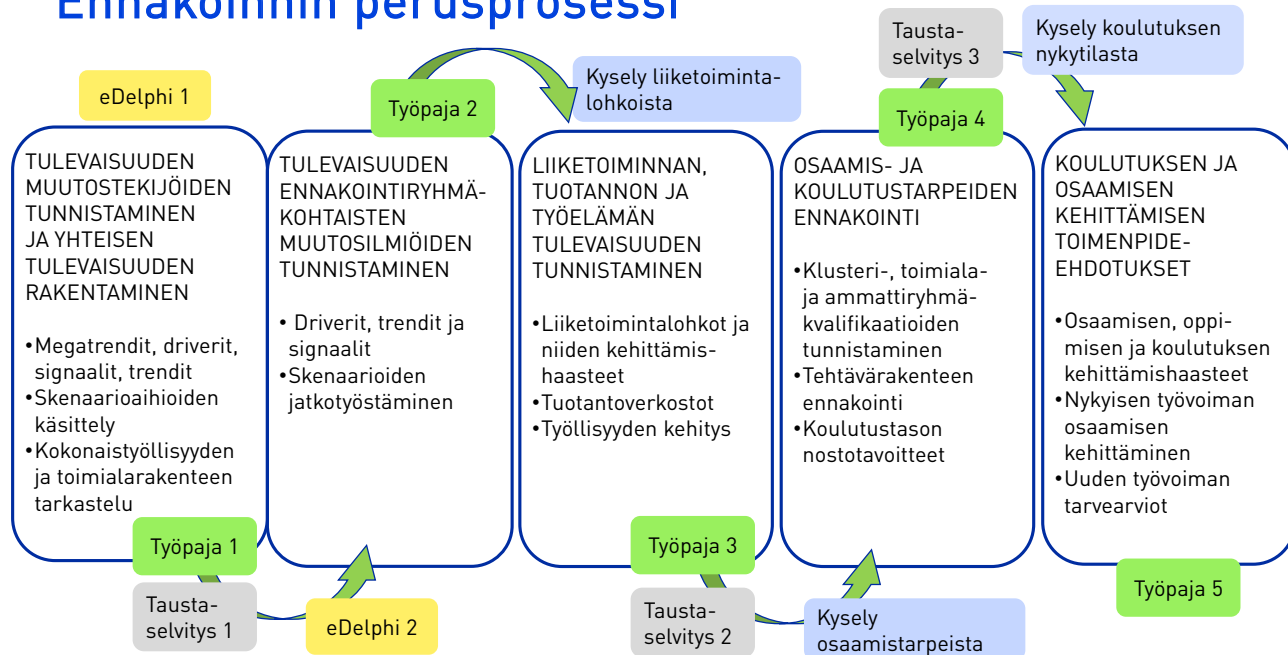 Ennakoinnin perusprosessi
eDelphi 1
TULEVAISUUDEN
MUUTOSTEKIJÖIDEN
TUNNISTAMINEN
JA YHTEISEN
TULEVAISUUDEN
RAKENTAMINEN
•Megatrendit, driverit,
signaalit, trendit
•Skenaarioaihioiden
käsittely
•Kokonaistyöllisyyden
ja toimialarakenteen
tarkastelu
Työpaja 1
Tausta-
selvitys 1
eDelphi 2
TULEVAISUUDEN
ENNAKOINTIRYHMÄ-
KOHTAISTEN
MUUTOSILMIÖIDEN
TUNNISTAMINEN
• Driverit, trendit ja
signaalit
•Skenaarioiden
jatkotyöstäminen
Työpaja 2
Kysely liiketoiminta-
lohkoista
LIIKETOIMINNAN,
TUOTANNON JA
TYÖELÄMÄN
TULEVAISUUDEN
TUNNISTAMINEN
•Liiketoimintalohkot ja
niiden kehittämis-
haasteet
•Tuotantoverkostot
•Työllisyyden kehitys
Työpaja 3
Tausta-
selvitys 2
Kysely
osaamistarpeista
OSAAMIS- JA
KOULUTUSTARPEIDEN
ENNAKOINTI
•Klusteri-, toimiala-
ja ammattiryhmä-
kvalifikaatioiden
tunnistaminen
•Tehtävärakenteen
ennakointi
•Koulutustason
nostotavoitteet
Työpaja 4
Tausta-
selvitys 3
Kysely koulutuksen
nykytilasta
KOULUTUKSEN JA
OSAAMISEN
KEHITTÄMISEN
TOIMENPIDE-
EHDOTUKSET
•Osaamisen, oppi-
misen ja koulutuksen
kehittämishaasteet
•Nykyisen työvoiman
osaamisen
kehittäminen
•Uuden työvoiman
tarvearviot
Työpaja 5